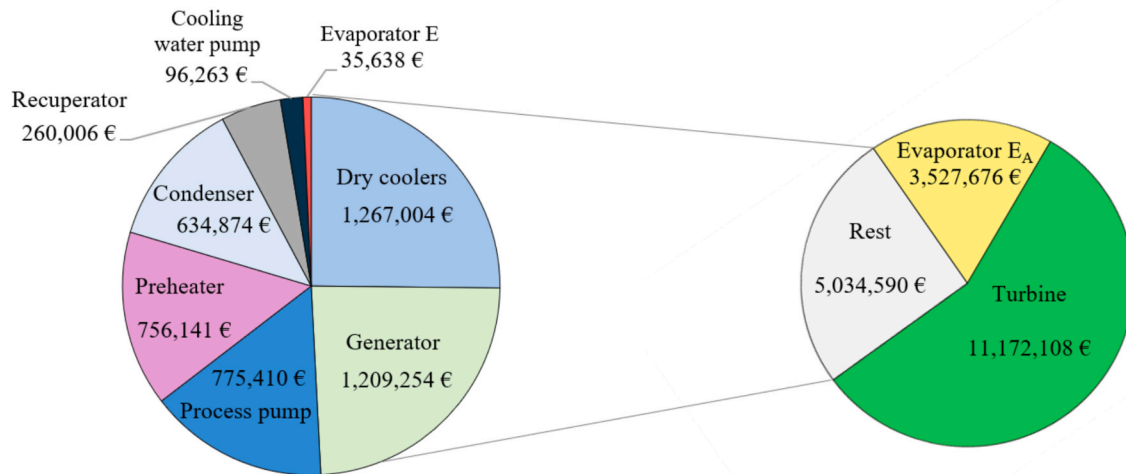 Cooling
water pump
96,263 €
Evaporator E
35,638 €
Recuperator
260,006 €
Dry coolers
1,267,004 €
Condenser
634,874 €
Preheater
756,141 €
Generator
1,209,254 €
775,410 €
Process pump
Evaporator E_A
3,527,676 €
Rest
5,034,590 €
Turbine
11,172,108 €